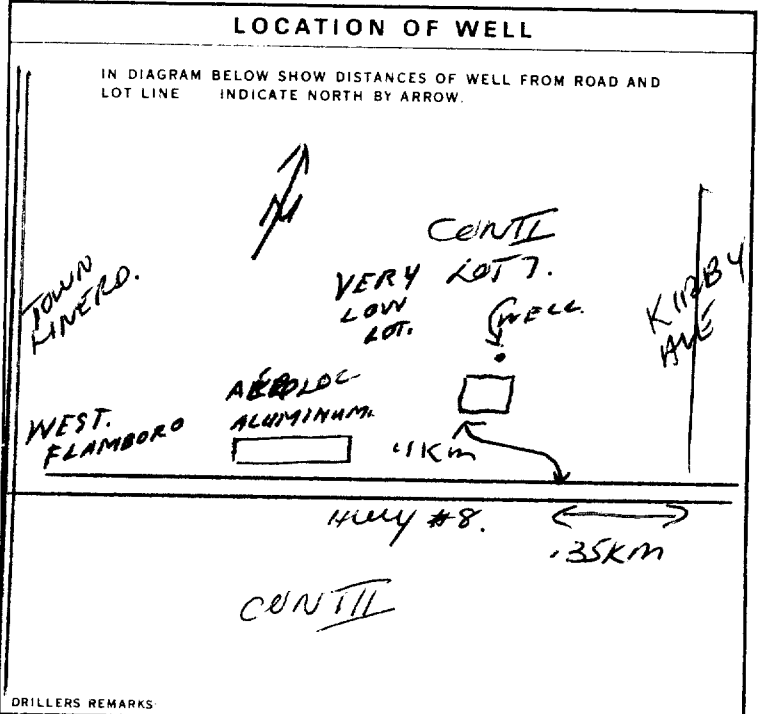 LOCATION OF WELL
IN DIAGRAM BELOW SHOW DISTANCES OF WELL FROM ROAD AND
LOT LINE INDICATE NORTH BY ARROW.
N
CON II
LOT 7.
VERY
LOW
LOT.
WELL.
TOWN
LINE RD.
KIRBY
AVE
WEST.
FLAMBORO
ALUMINUM.
.1Km
HWY #8.
.35KM
CON III
DRILLERS REMARKS: